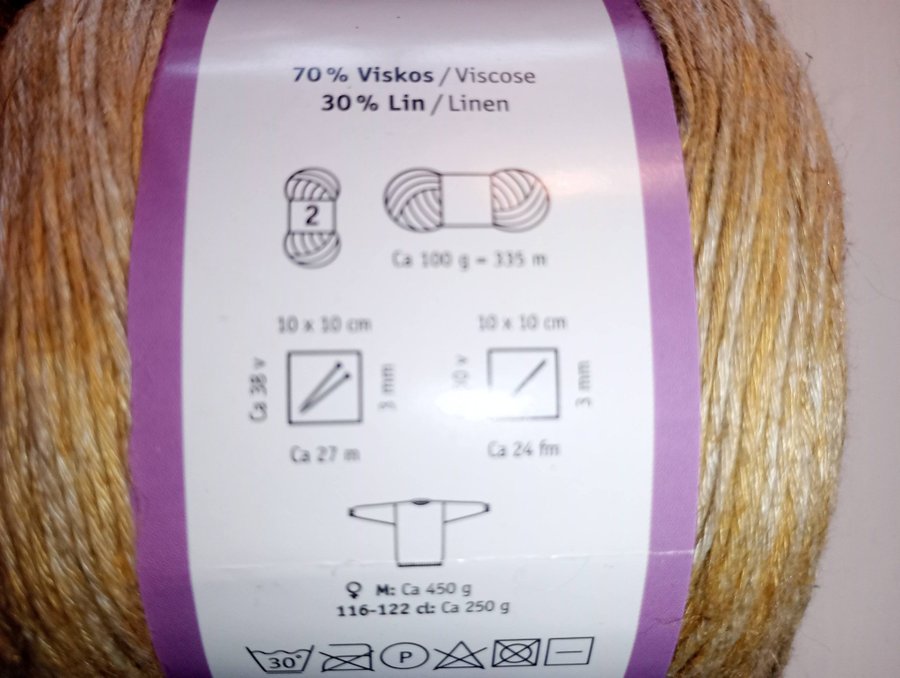 70% Viskos / Viscose
30% Lin / Linen
2
Ca 100 g = 335 m
10 x 10 cm
10 x 10 cm
Ca 38 v
3 mm
0 v
3 mm
Ca 27 m
Ca 24 fm
M: Ca 450 g
116-122 cl: Ca 250 g
30°
P